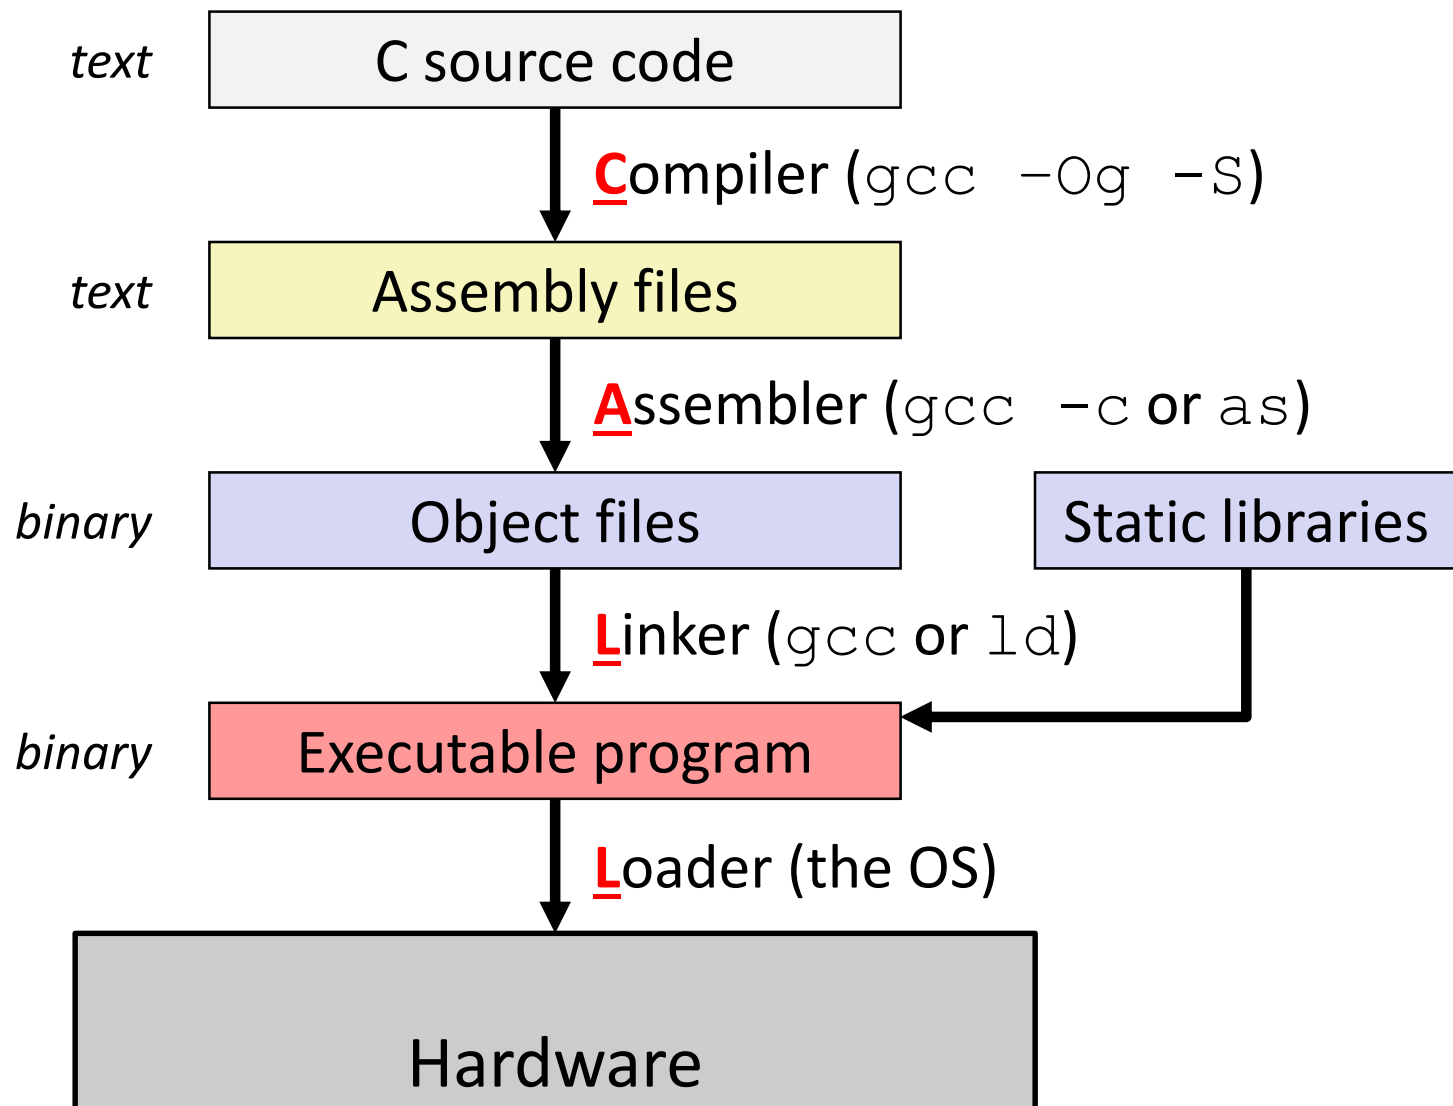 text
C source code
Compiler (gcc –Og -S)
text
Assembly files
Assembler (gcc -c or as)
binary
Object files
Static libraries
Linker (gcc or ld)
binary
Executable program
Loader (the OS)
Hardware